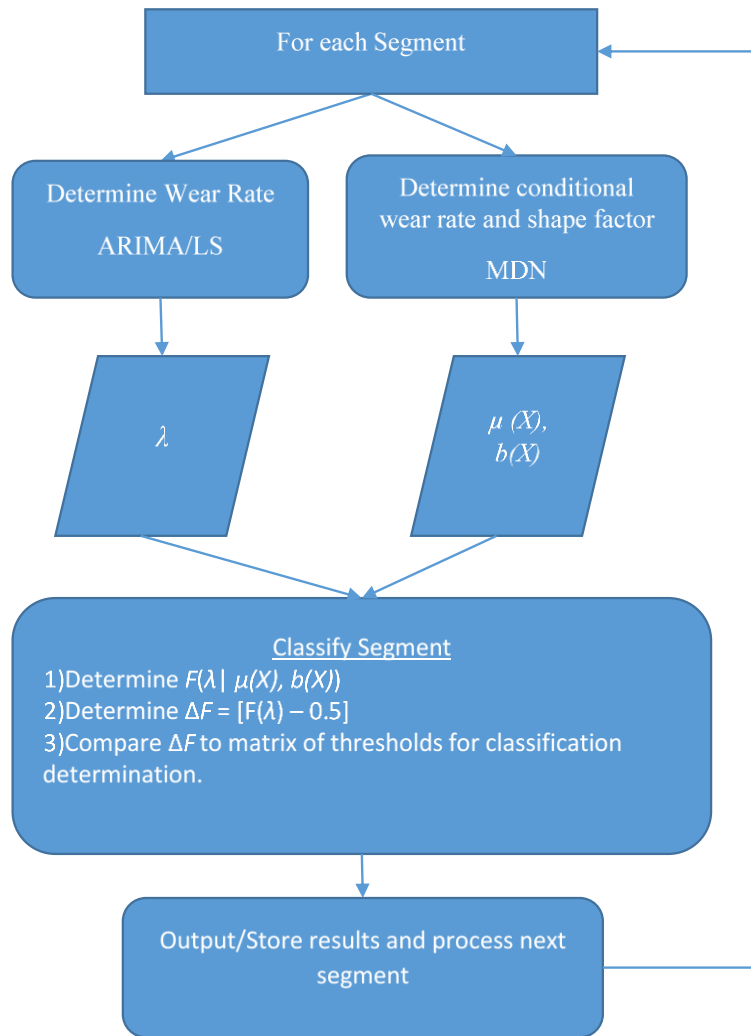 For each Segment
Determine Wear Rate
ARIMA/LS
Determine conditional
wear rate and shape factor
MDN
λ
μ (X),
b(X)
Classify Segment
1)Determine F(λ| μ(X), b(X))
2)Determine ΔF = [F(λ) – 0.5]
3)Compare ΔF to matrix of thresholds for classification
determination.
Output/Store results and process next
segment